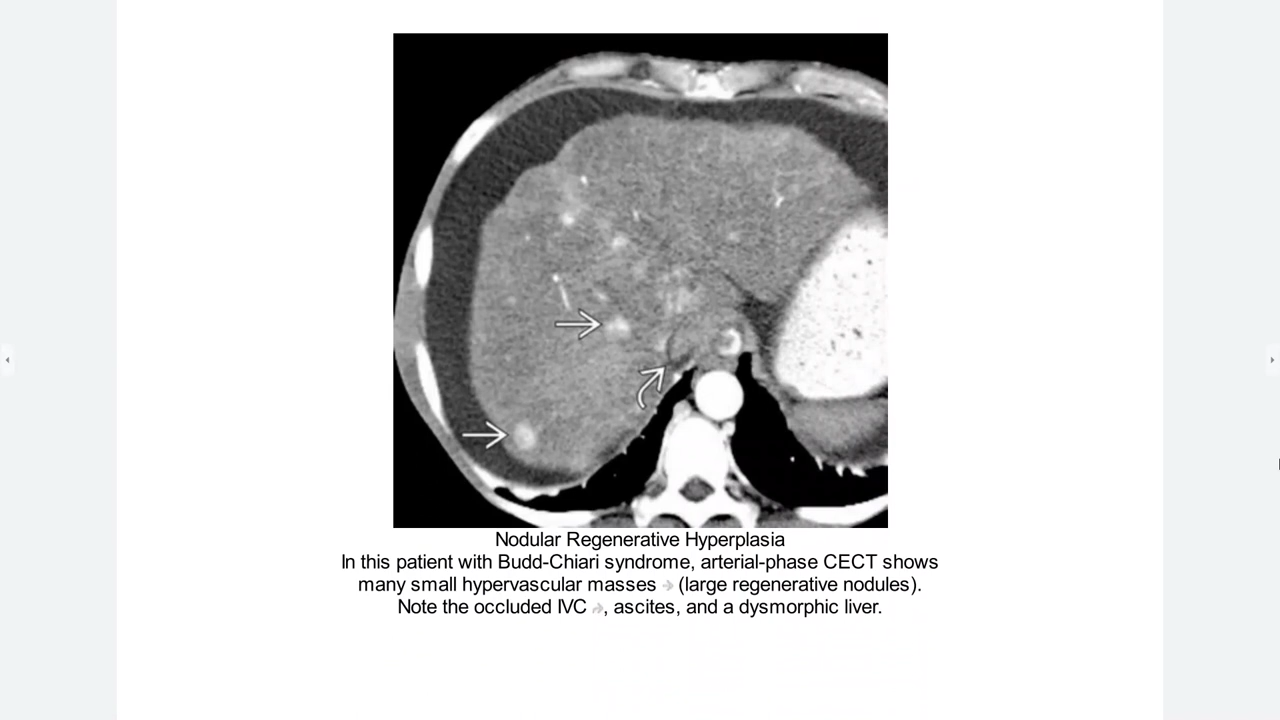 Nodular Regenerative Hyperplasia
In this patient with Budd-Chiari syndrome, arterial-phase CECT shows
many small hypervascular masses (large regenerative nodules).
Note the occluded IVC , ascites, and a dysmorphic liver.